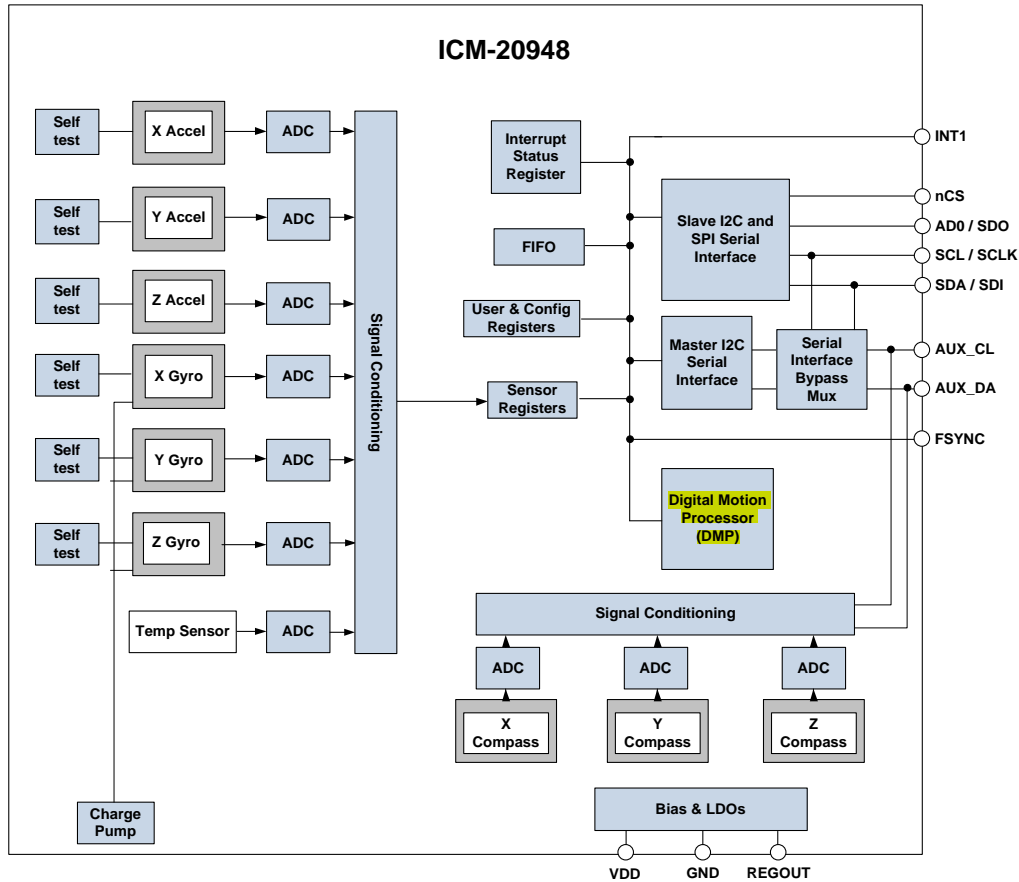 ICM-20948
Self
test
X Accel
ADC
Self
test
Y Accel
ADC
Self
test
Z Accel
ADC
Self
test
X Gyro
ADC
Self
test
Y Gyro
ADC
Self
test
Z Gyro
ADC
Temp Sensor
ADC
Charge
Pump
Signal Conditioning
Interrupt
Status
Register
FIFO
User & Config
Registers
Sensor
Registers
Slave I2C and
SPI Serial
Interface
Master I2C
Serial
Interface
Serial
Interface
Bypass
Mux
Digital Motion
Processor
(DMP)
INT1
nCS
AD0 / SDO
SCL / SCLK
SDA / SDI
AUX_CL
AUX_DA
FSYNC
Signal Conditioning
ADC
ADC
ADC
X
Compass
Y
Compass
Z
Compass
Bias & LDOs
VDD
GND
REGOUT